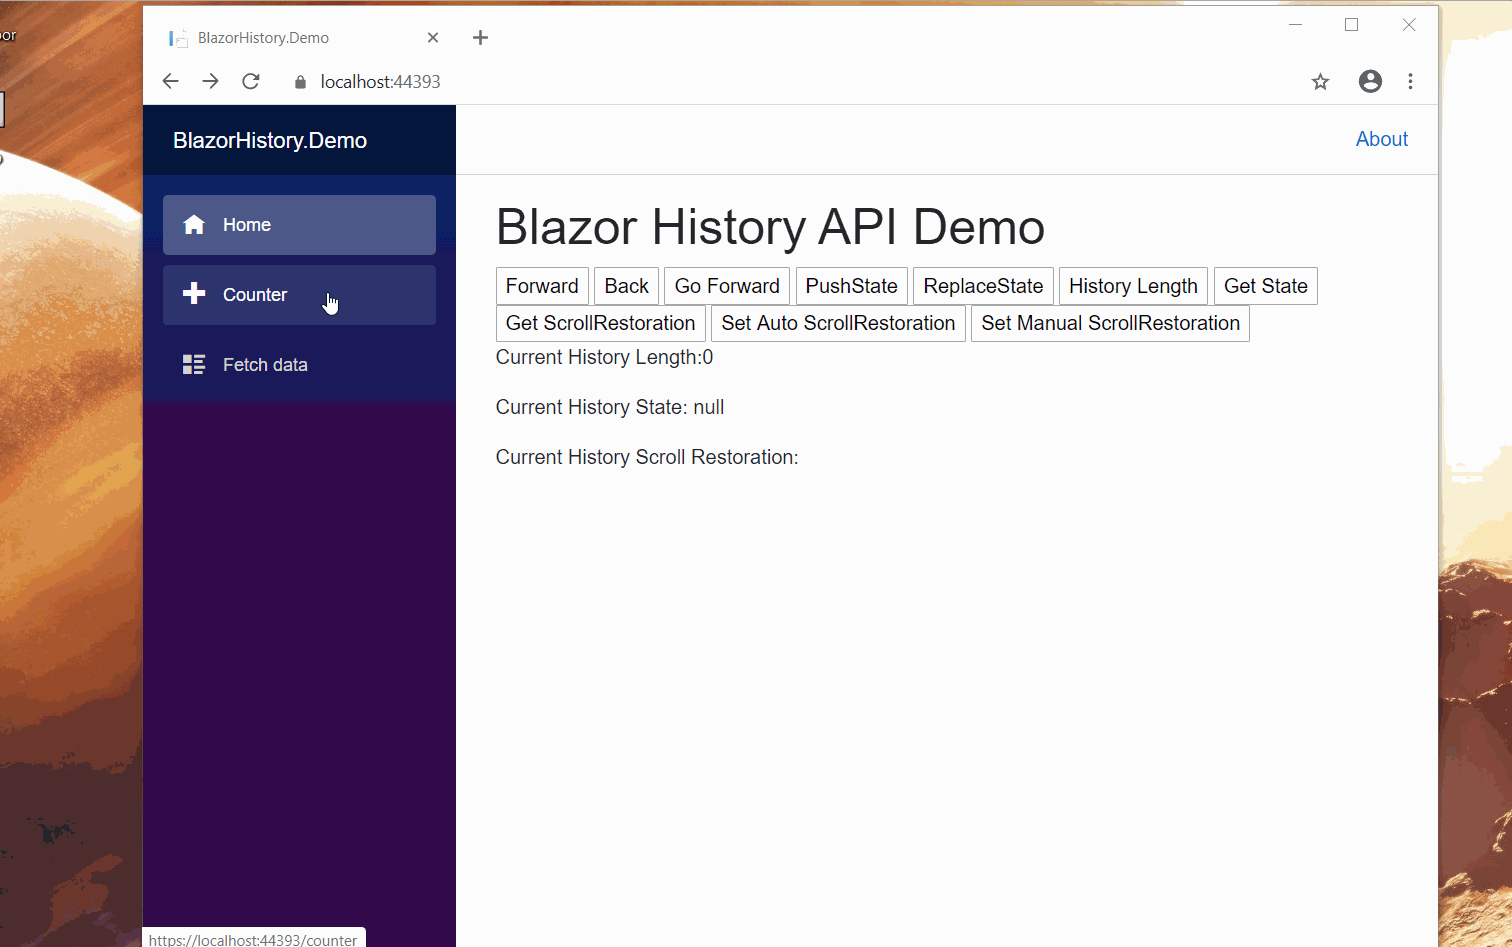 oor
BlazorHistory.Demo
localhost:44393
BlazorHistory.Demo
About
Home
Counter
Fetch data
Blazor History API Demo
Forward Back Go Forward PushState ReplaceState History Length Get State
Get ScrollRestoration Set Auto ScrollRestoration Set Manual ScrollRestoration
Current History Length:0
Current History State: null
Current History Scroll Restoration:
https://localhost:44393/counter